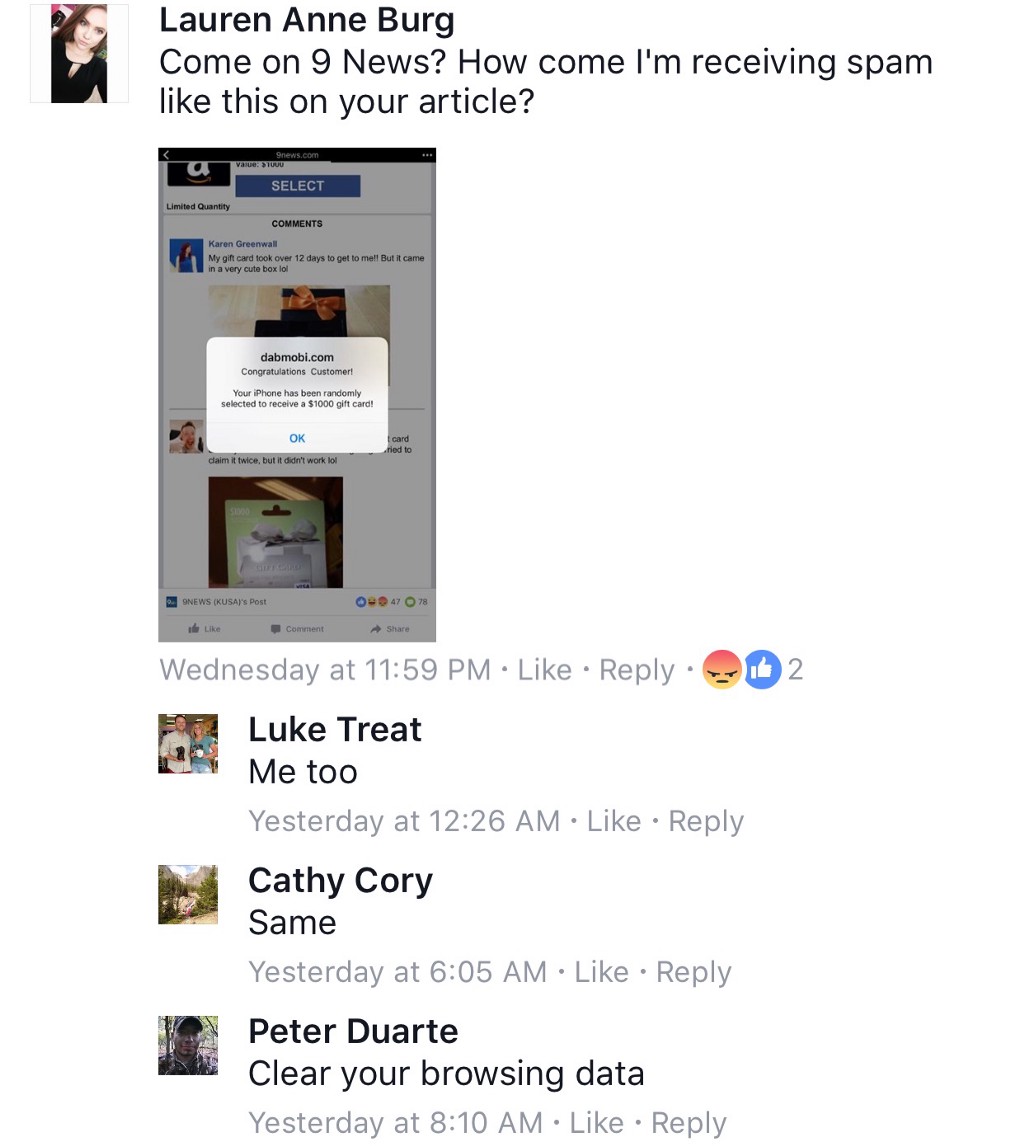 Lauren Anne Burg
Come on 9 News? How come I'm receiving spam
like this on your article?
9news.com
a
Value: $1000
SELECT
Limited Quantity
COMMENTS
Karen Greenwall
My gift card took over 12 days to get to me!! But it came
in a very cute box lol
dabmobi.com
Congratulations Customer!
Your iPhone has been randomly
selected to receive a $1000 gift card!
OK
card
ried to
claim it twice, but it didn't work lol
$1000
GIFT CARD
VISA
9NEWS (KUSA)'s Post
47
78
Like
Comment
Share
Wednesday at 11:59 PM · Like · Reply · 2
Luke Treat
Me too
Yesterday at 12:26 AM · Like · Reply
Cathy Cory
Same
Yesterday at 6:05 AM · Like · Reply
Peter Duarte
Clear your browsing data
Yesterday at 8:10 AM · Like · Reply